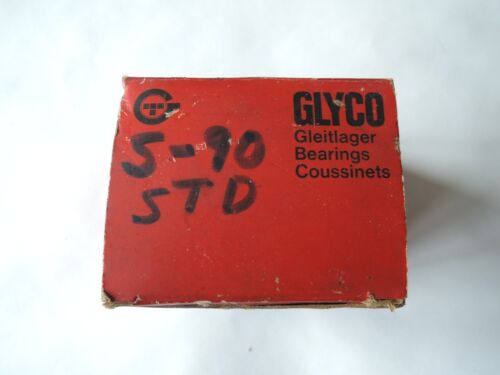 GLYCO
Gleitlager
Bearings
Coussinets
S-90
STD